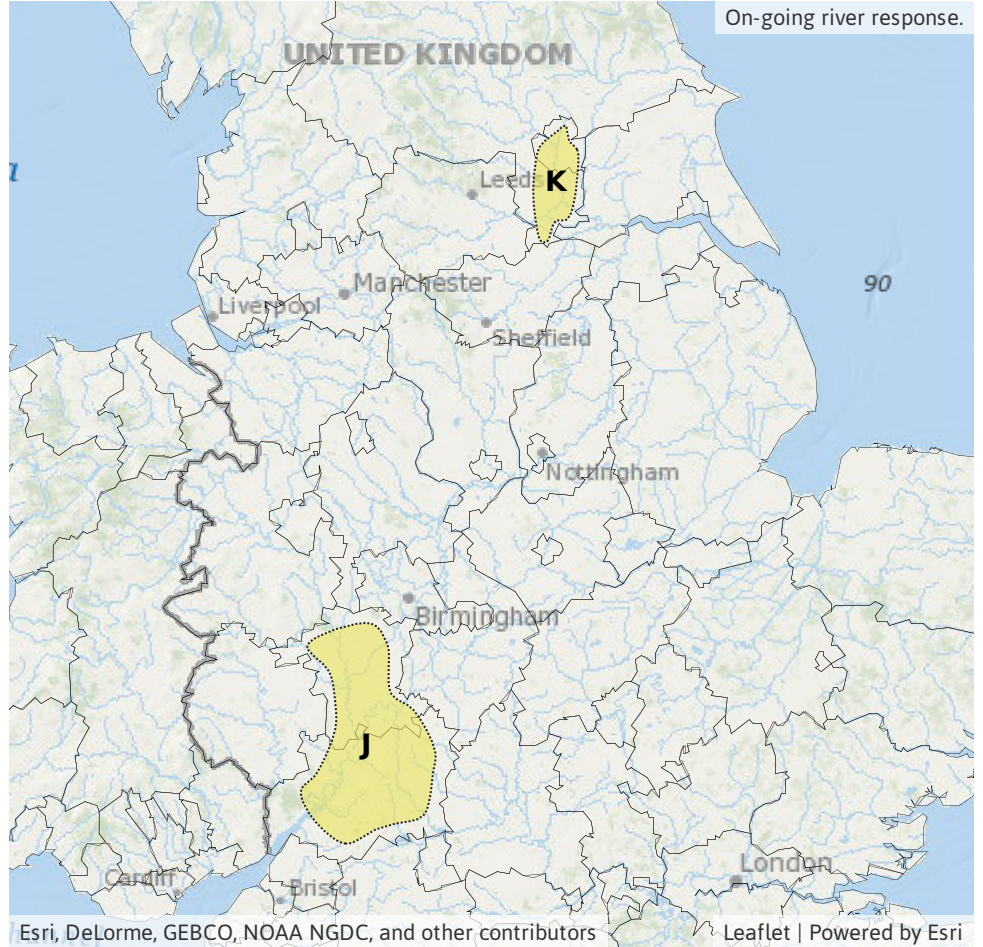 On-going river response.
UNITED KINGDOM
K
Leeds
Manchester
90
Liverpool
Sheffield
Nottingham
Birmingham
J
London
Cardiff
Bristol
Esri, DeLorme, GEBCO, NOAA NGDC, and other contributors
Leaflet | Powered by Esri